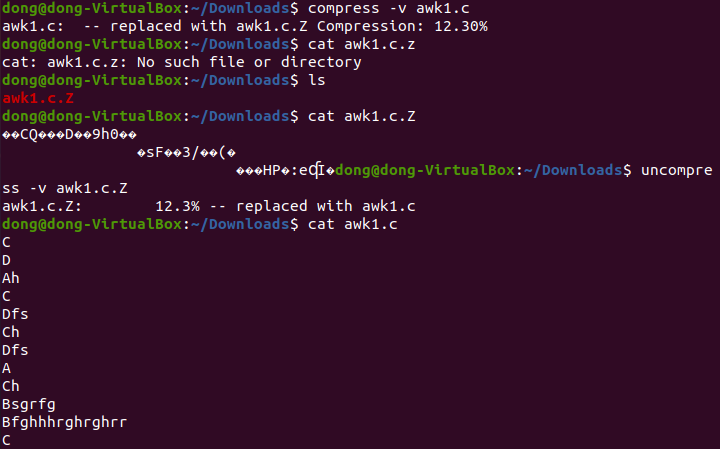 dong@dong-VirtualBox:~/Downloads$ compress -v awk1.c
awk1.c:  -- replaced with awk1.c.Z Compression: 12.30%
dong@dong-VirtualBox:~/Downloads$ cat awk1.c.z
cat: awk1.c.z: No such file or directory
dong@dong-VirtualBox:~/Downloads$ ls
awk1.c.Z
dong@dong-VirtualBox:~/Downloads$ cat awk1.c.Z
��CQ���D��9h0��
�sF��3/��(�
���HP�:e �dong@dong-VirtualBox:~/Downloads$ uncompre
ss -v awk1.c.Z
awk1.c.Z:        12.3% -- replaced with awk1.c
dong@dong-VirtualBox:~/Downloads$ cat awk1.c
C
D
Ah
C
Dfs
Ch
Dfs
A
Ch
Bsgrfg
Bfghhhrghrghrr
C